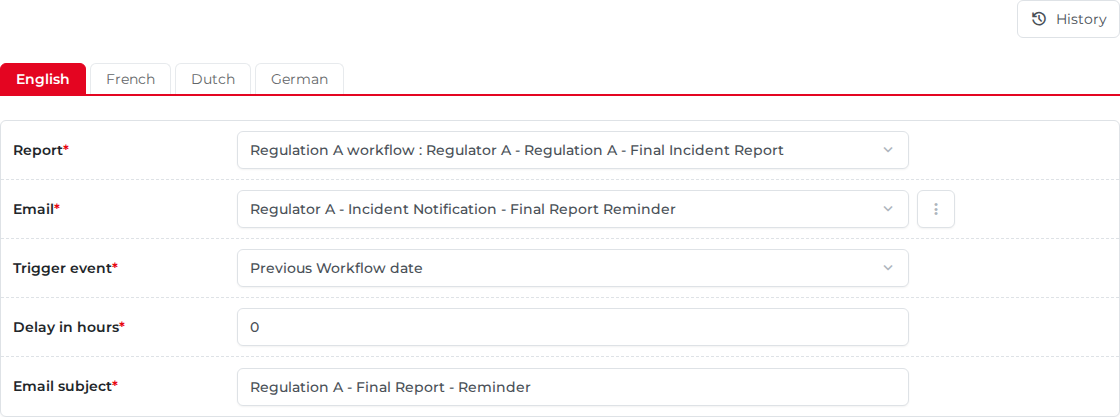 History
English French Dutch German
Report* Regulation A workflow : Regulator A - Regulation A - Final Incident Report
Email* Regulator A - Incident Notification - Final Report Reminder
Trigger event* Previous Workflow date
Delay in hours* 0
Email subject* Regulation A - Final Report - Reminder